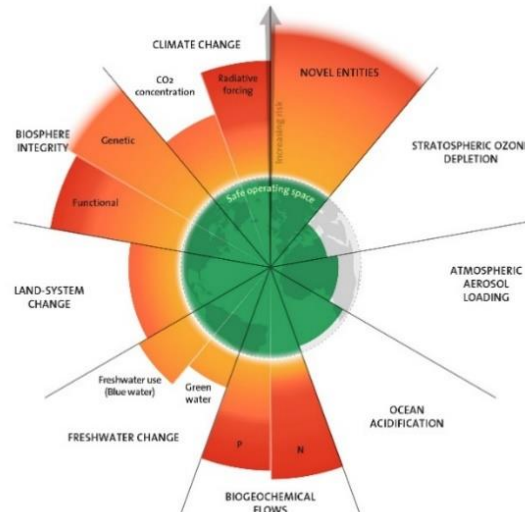 CLIMATE CHANGE
CO₂
concentration
Radiative
forcing
Increasing risk
NOVEL ENTITIES
STRATOSPHERIC OZON
DEPLETION
BIOSPHERE
INTEGRITY
Genetic
Functional
Safe operating space
ATMOSPHERIC
AEROSOL
LOADING
LAND-SYSTEM
CHANGE
Freshwater use
(Blue water)
Green
water
FRESHWATER CHANGE
P
N
OCEAN
ACIDIFICATION
BIOGEOCHEMICAL
FLOWS